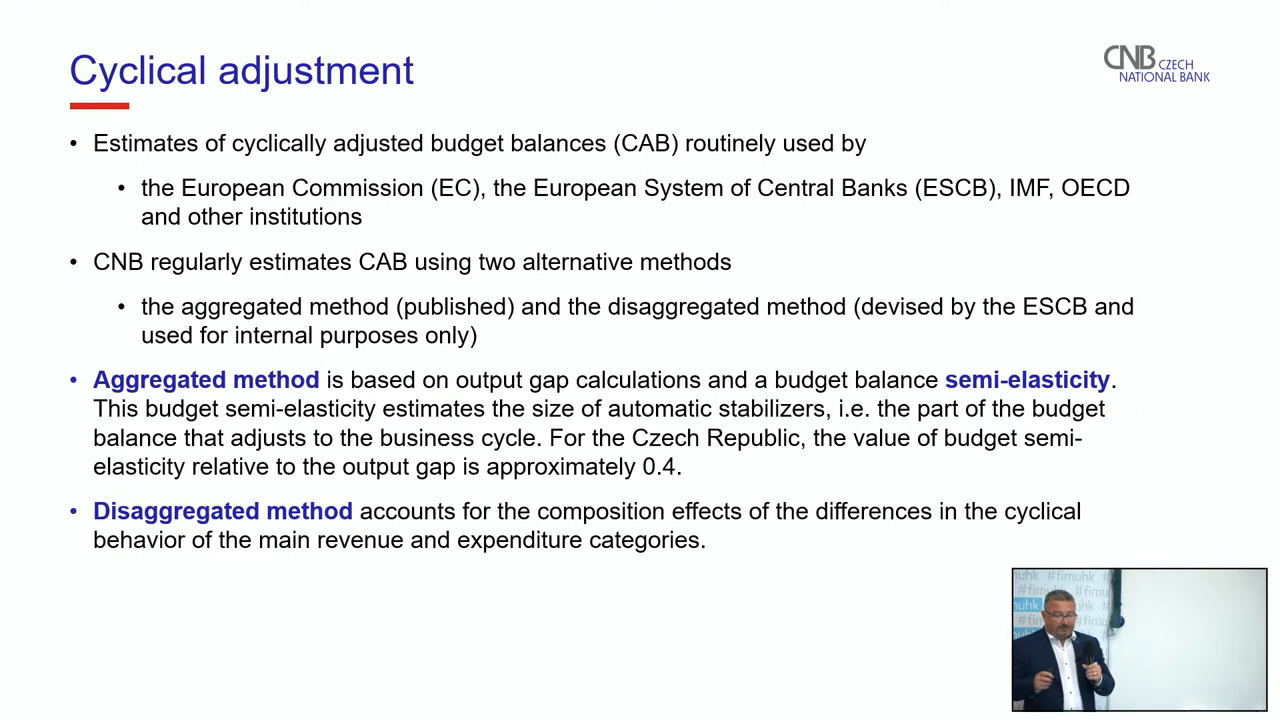 Cyclical adjustment
CNB CZECH
NATIONAL BANK
• Estimates of cyclically adjusted budget balances (CAB) routinely used by
• the European Commission (EC), the European System of Central Banks (ESCB), IMF, OECD
and other institutions
• CNB regularly estimates CAB using two alternative methods
• the aggregated method (published) and the disaggregated method (devised by the ESCB and
used for internal purposes only)
• Aggregated method is based on output gap calculations and a budget balance semi-elasticity.
This budget semi-elasticity estimates the size of automatic stabilizers, i.e. the part of the budget
balance that adjusts to the business cycle. For the Czech Republic, the value of budget semi-
elasticity relative to the output gap is approximately 0.4.
• Disaggregated method accounts for the composition effects of the differences in the cyclical
behavior of the main revenue and expenditure categories.
imuhk #fimuhk #
#fimu
muhk #fimu
#fim